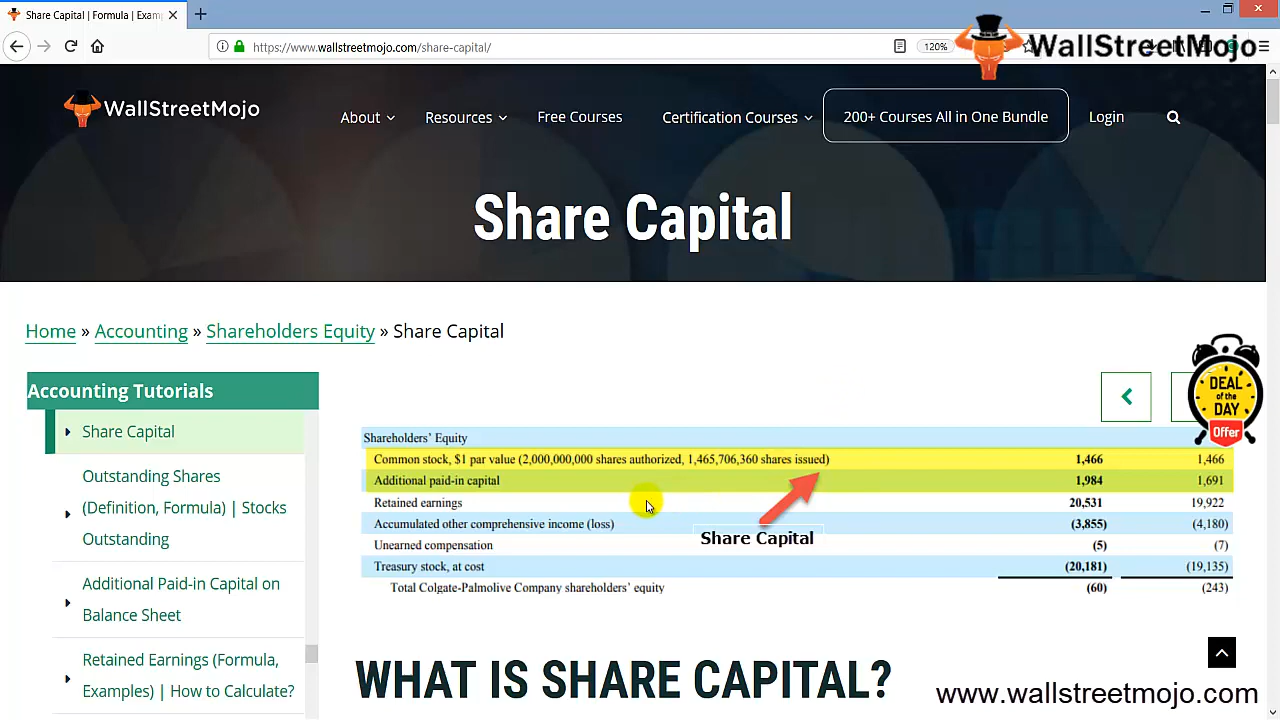 Share Capital | Formula | Exam
https://www.wallstreetmojo.com/share-capital/
120%
WallStreetMojo
WallStreetMojo
About
Resources
Free Courses
Certification Courses
200+ Courses All in One Bundle
Login
Share Capital
Home » Accounting » Shareholders Equity » Share Capital
Accounting Tutorials
Share Capital
Outstanding Shares
(Definition, Formula) | Stocks
Outstanding
Additional Paid-in Capital on
Balance Sheet
Retained Earnings (Formula,
Examples) | How to Calculate?
DEAL
of the
DAY
Offer
Shareholders' Equity
Common stock, $1 par value (2,000,000,000 shares authorized, 1,465,706,360 shares issued) 1,466 1,466
Additional paid-in capital 1,984 1,691
Retained earnings 20,531 19,922
Accumulated other comprehensive income (loss) (3,855) (4,180)
Unearned compensation (5) (7)
Treasury stock, at cost (20,181) (19,135)
Total Colgate-Palmolive Company shareholders' equity (60) (243)
Share Capital
WHAT IS SHARE CAPITAL?
www.wallstreetmojo.com